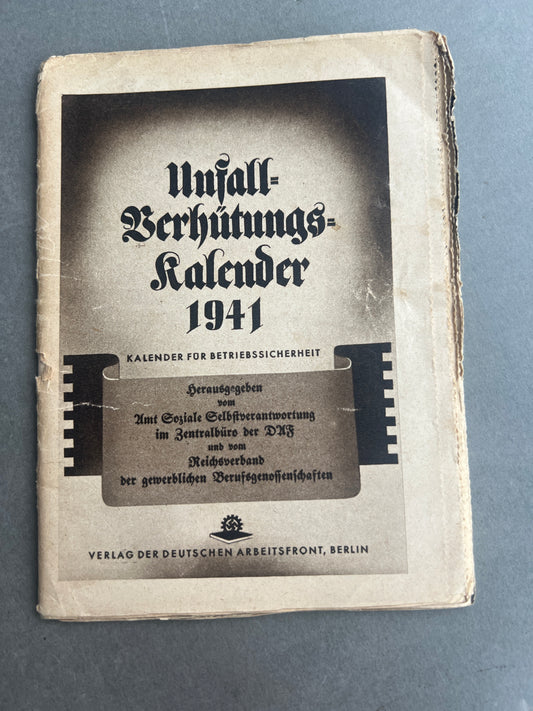 Unfall=
Verhütungs=
Kalender
1941
KALENDER FÜR BETRIEBSSICHERHEIT
Herausgegeben
vom
Amt Soziale Selbstverantwortung
im Zentralbüro der DAF
und vom
Reichsverband
der gewerblichen Berufsgenossenschaften
VERLAG DER DEUTSCHEN ARBEITSFRONT, BERLIN